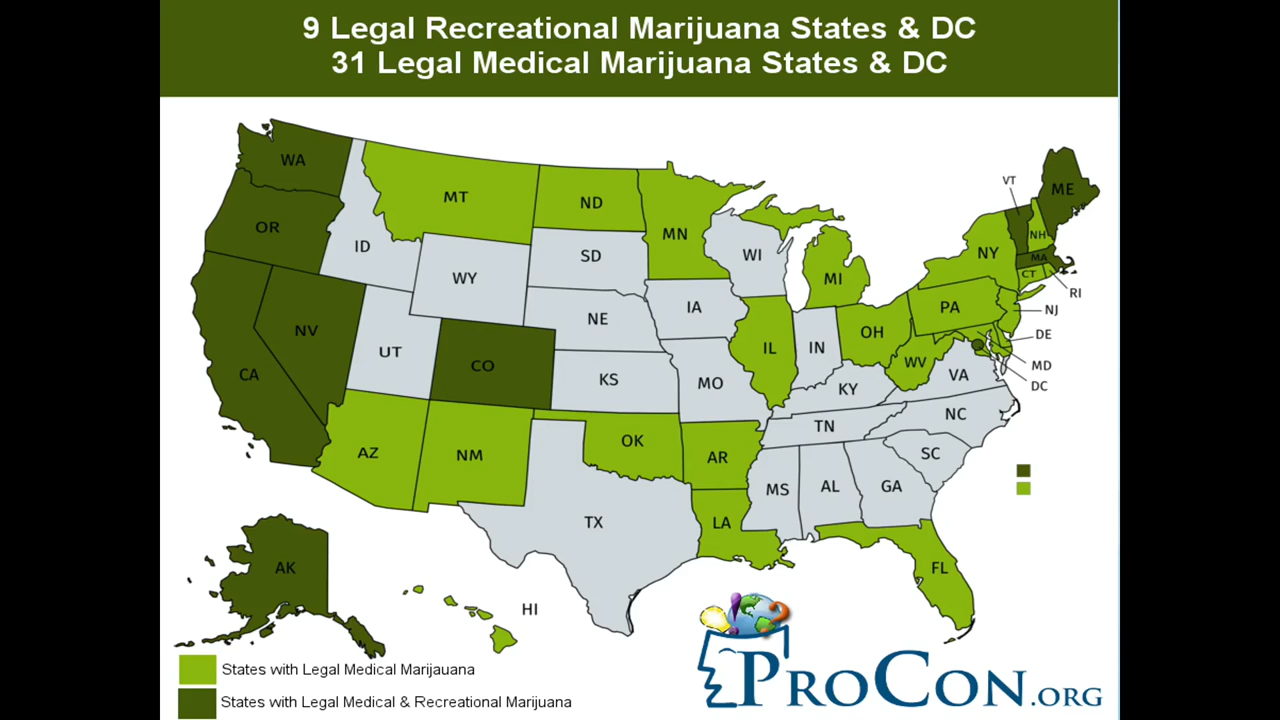 9 Legal Recreational Marijuana States & DC
31 Legal Medical Marijuana States & DC
WA
OR
CA
NV
ID
MT
WY
UT
CO
AZ
NM
ND
SD
NE
KS
OK
TX
MN
IA
MO
AR
LA
WI
IL
MI
IN
OH
KY
TN
MS
AL
GA
FL
SC
NC
VA
WV
PA
NY
VT
NH
ME
MA
CT
RI
NJ
DE
MD
DC
AK
HI
States with Legal Medical Marijauana
States with Legal Medical & Recreational Marijuana
PROCON.ORG